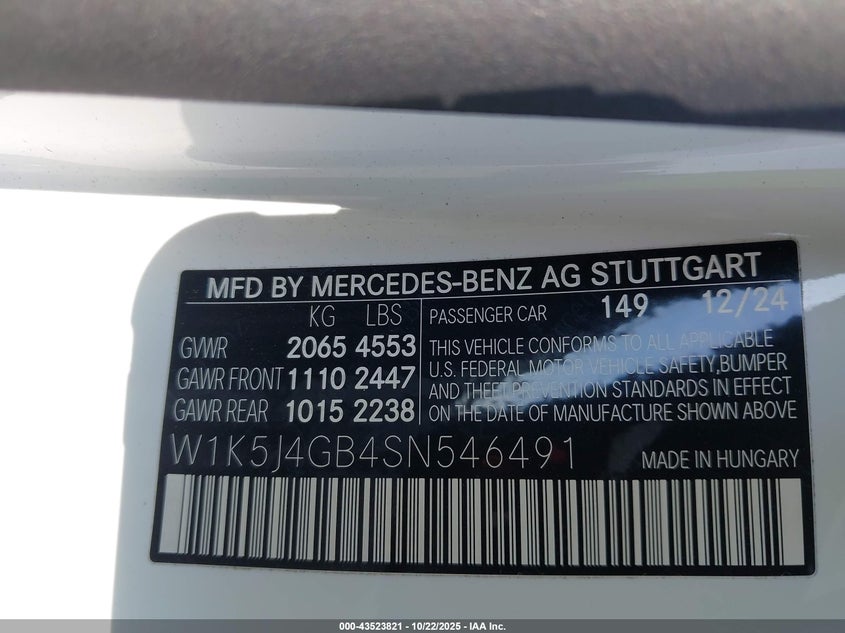 MFD BY MERCEDES-BENZ AG STUTTGART
KG LBS
GVWR 2065 4553
GAWR FRONT 1110 2447
GAWR REAR 1015 2238
PASSENGER CAR 149 12/24
THIS VEHICLE CONFORMS TO ALL APPLICABLE
U.S. FEDERAL MOTOR VEHICLE SAFETY,BUMPER
AND THEFT PREVENTION STANDARDS IN EFFECT
ON THE DATE OF MANUFACTURE SHOWN ABOVE
W1K5J4GB4SN546491 MADE IN HUNGARY
000-43523821 - 10/22/2025 - IAA Inc.